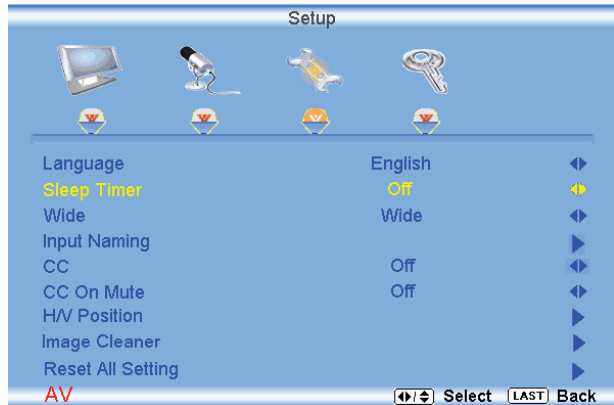 Setup
Language English
Sleep Timer Off
Wide Wide
Input Naming
CC Off
CC On Mute Off
H/V Position
Image Cleaner
Reset All Setting
AV Select LAST Back